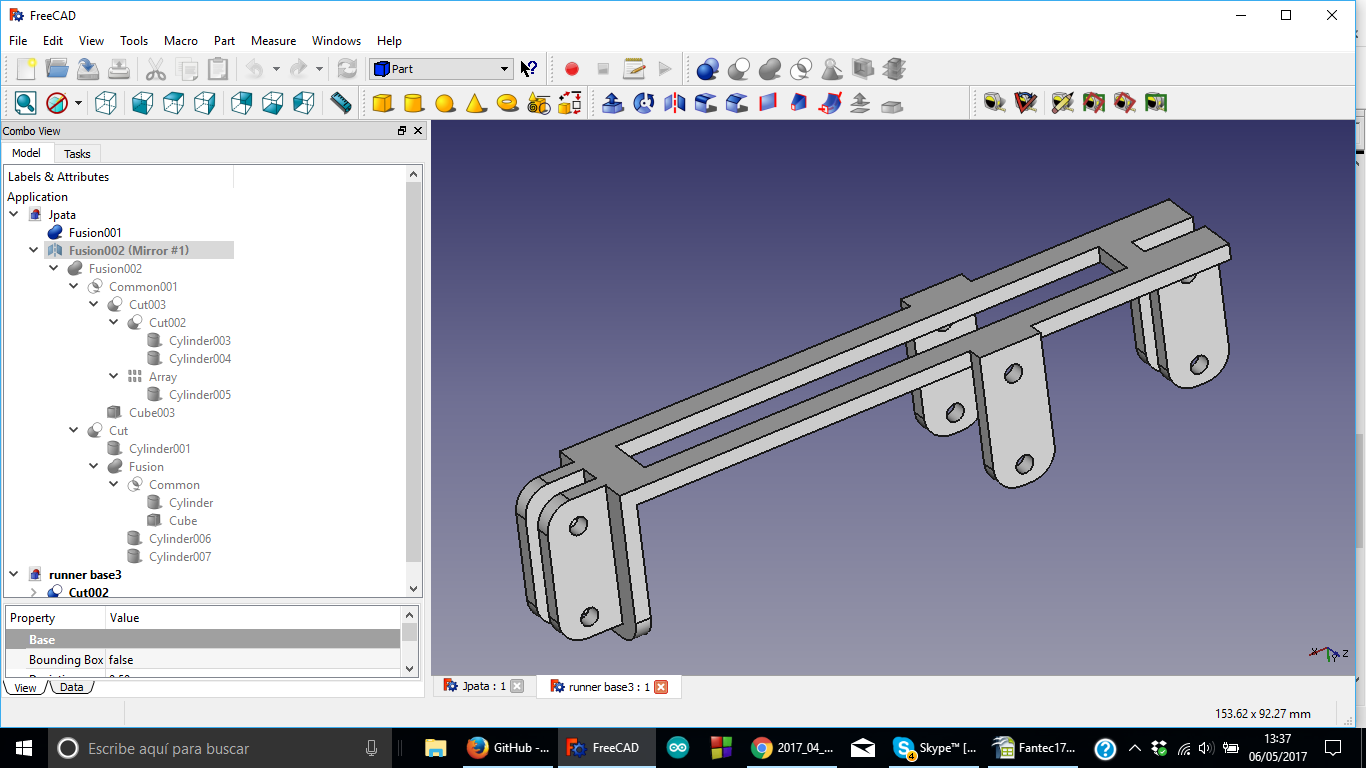 FreeCAD
File Edit View Tools Macro Part Measure Windows Help
Part
Combo View
Model Tasks
Labels & Attributes
Application
Jpata
Fusion001
Fusion002 (Mirror #1)
Fusion002
Common001
Cut003
Cut002
Cylinder003
Cylinder004
Array
Cylinder005
Cube003
Cut
Cylinder001
Fusion
Common
Cylinder
Cube
Cylinder006
Cylinder007
runner base3
Cut002
Property Value
Base
Bounding Box false
View Data
Jpata : 1 runner base3 : 1
X Y Z
153.62 x 92.27 mm
Escribe aquí para buscar
GitHub -... FreeCAD 2017_04_... Skype™ [... 4 Fantec17...
13:37
06/05/2017